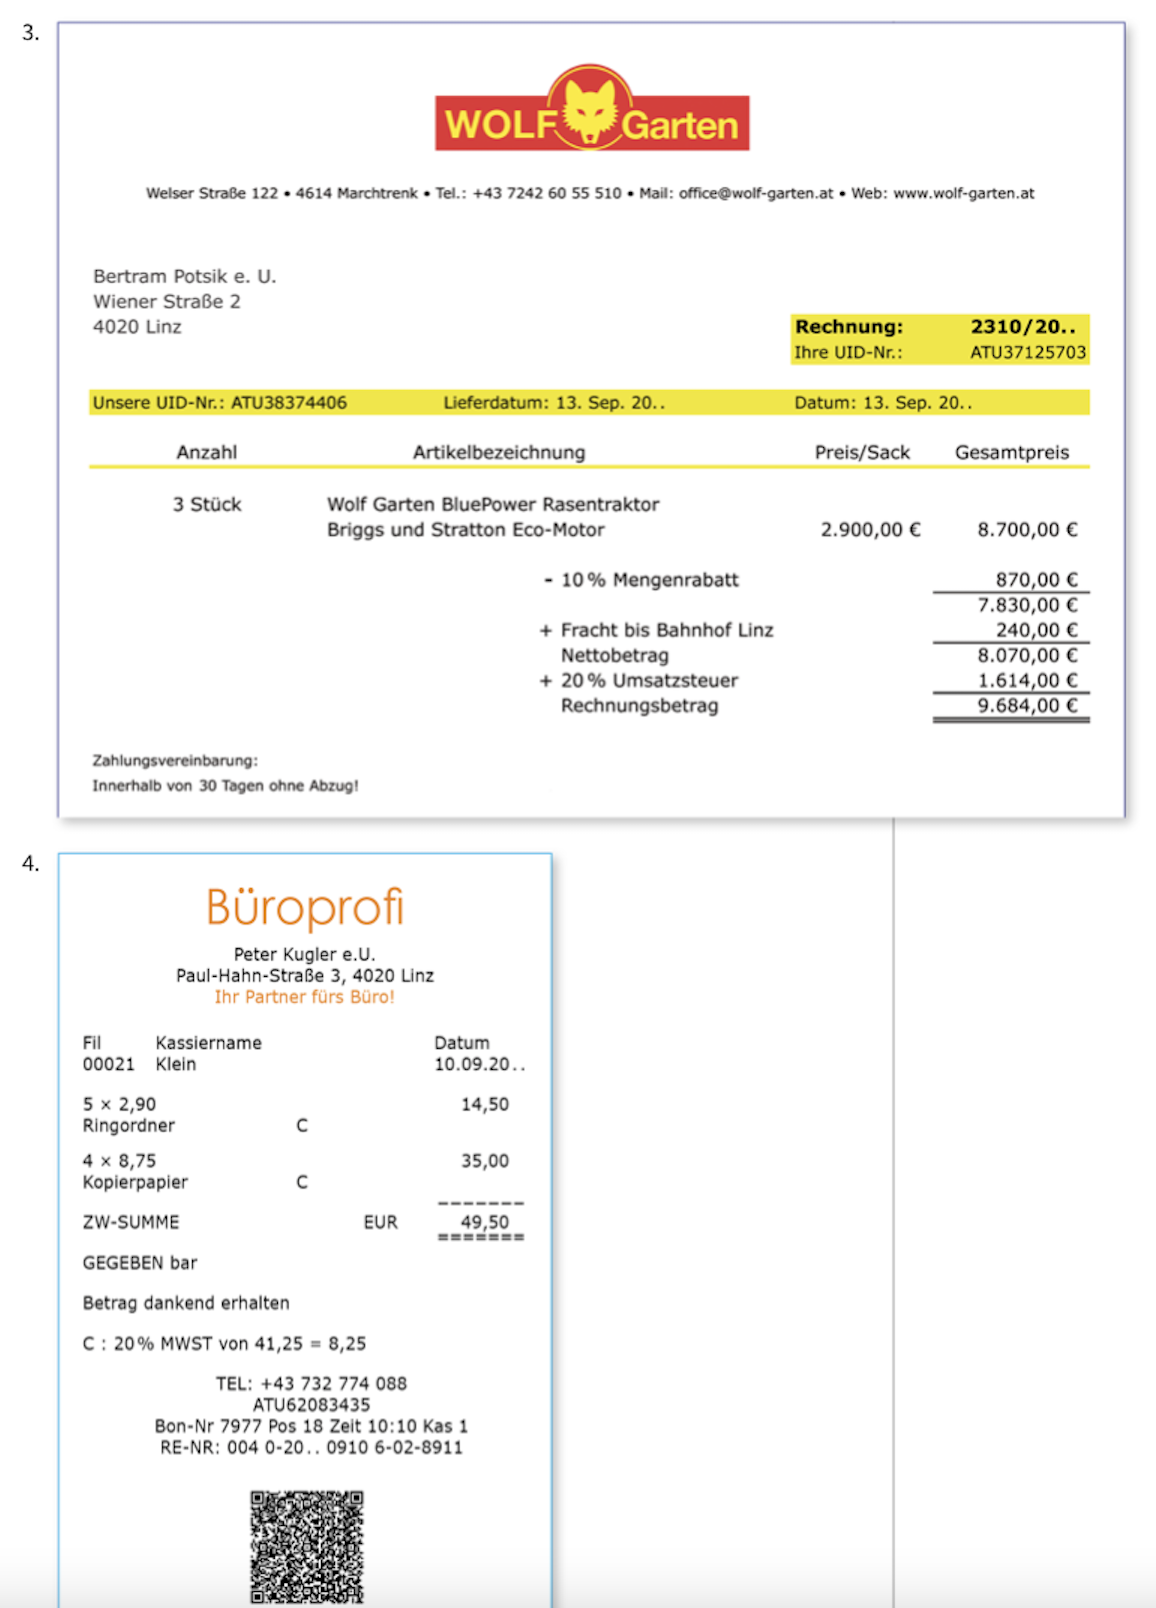 3.
WOLF Garten
Welser Straße 122 • 4614 Marchtrenk • Tel.: +43 7242 60 55 510 • Mail: office@wolf-garten.at • Web: www.wolf-garten.at
Bertram Potsik e. U.
Wiener Straße 2
4020 Linz
Rechnung: 2310/20..
Ihre UID-Nr.: ATU37125703
Unsere UID-Nr.: ATU38374406 Lieferdatum: 13. Sep. 20.. Datum: 13. Sep. 20..
Anzahl Artikelbezeichnung Preis/Sack Gesamtpreis
3 Stück Wolf Garten BluePower Rasentraktor
Briggs und Stratton Eco-Motor 2.900,00 € 8.700,00 €
- 10 % Mengenrabatt 870,00 €
7.830,00 €
+ Fracht bis Bahnhof Linz 240,00 €
Nettobetrag 8.070,00 €
+ 20 % Umsatzsteuer 1.614,00 €
Rechnungsbetrag 9.684,00 €
Zahlungsvereinbarung:
Innerhalb von 30 Tagen ohne Abzug!
4.
Büroprofi
Peter Kugler e.U.
Paul-Hahn-Straße 3, 4020 Linz
Ihr Partner fürs Büro!
Fil Kassiername Datum
00021 Klein 10.09.20..
5 × 2,90 14,50
Ringordner C
4 × 8,75 35,00
Kopierpapier C
-------
ZW-SUMME EUR 49,50
=======
GEGEBEN bar
Betrag dankend erhalten
C : 20 % MWST von 41,25 = 8,25
TEL: +43 732 774 088
ATU62083435
Bon-Nr 7977 Pos 18 Zeit 10:10 Kas 1
RE-NR: 004 0-20.. 0910 6-02-8911